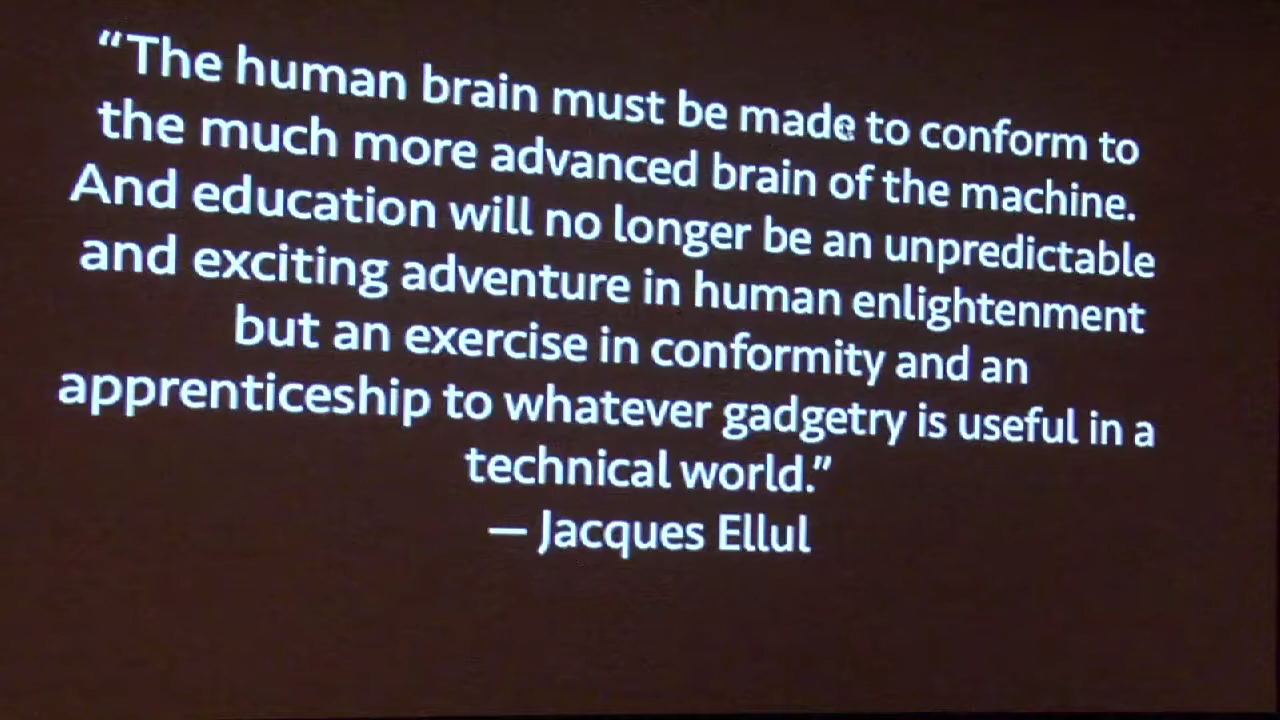 “The human brain must be made to conform to
the much more advanced brain of the machine.
And education will no longer be an unpredictable
and exciting adventure in human enlightenment
but an exercise in conformity and an
apprenticeship to whatever gadgetry is useful in a
technical world.”
— Jacques Ellul